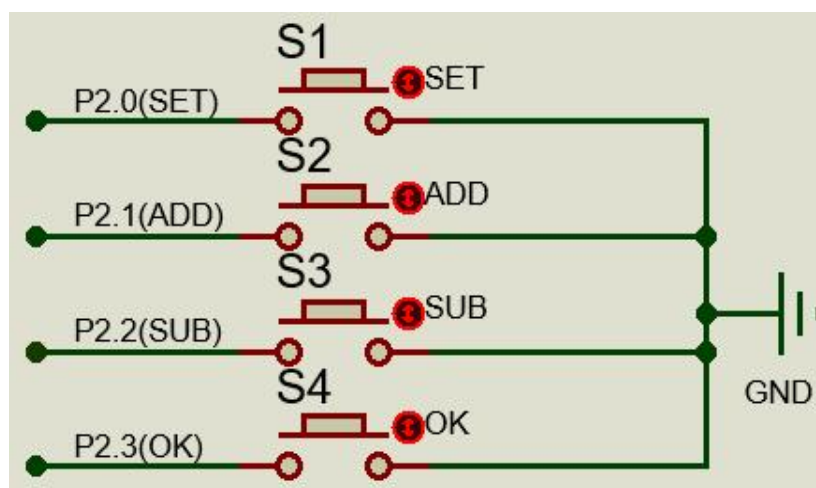 S1
SET
P2.0(SET)
S2
ADD
P2.1(ADD)
S3
SUB
P2.2(SUB)
S4
GND
OK
P2.3(OK)